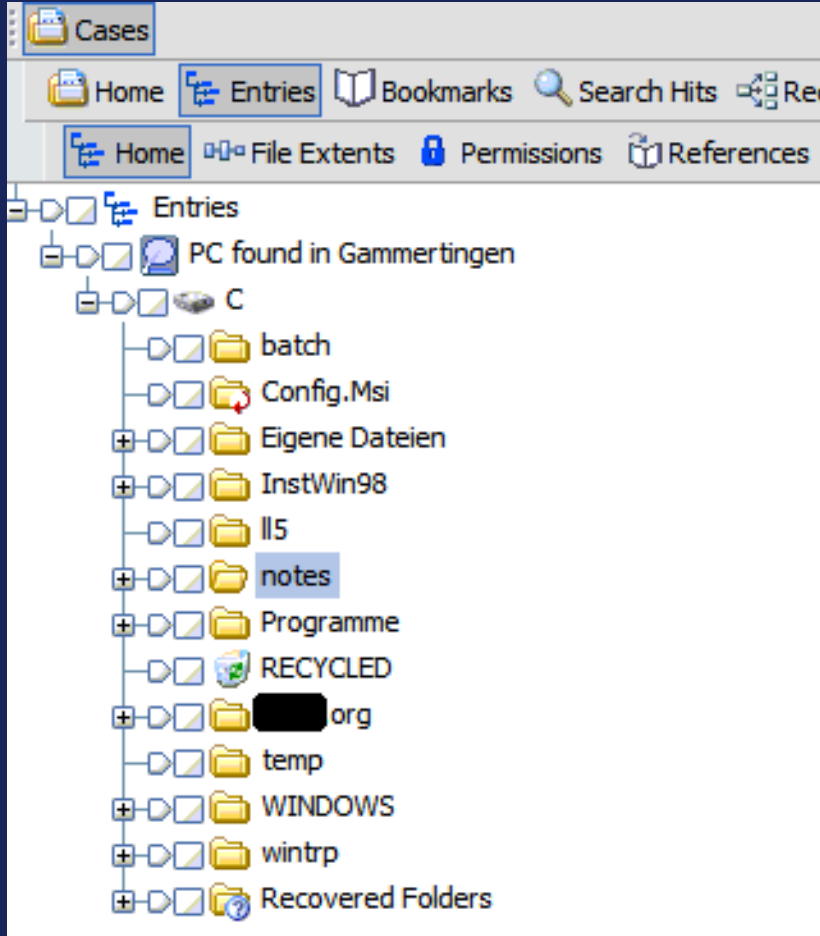 Cases
Home Entries Bookmarks Search Hits
Home File Extents Permissions References
Entries
PC found in Gammertingen
C
batch
Config.Msi
Eigene Dateien
InstWin98
ll5
notes
Programme
RECYCLED
org
temp
WINDOWS
wintrp
Recovered Folders